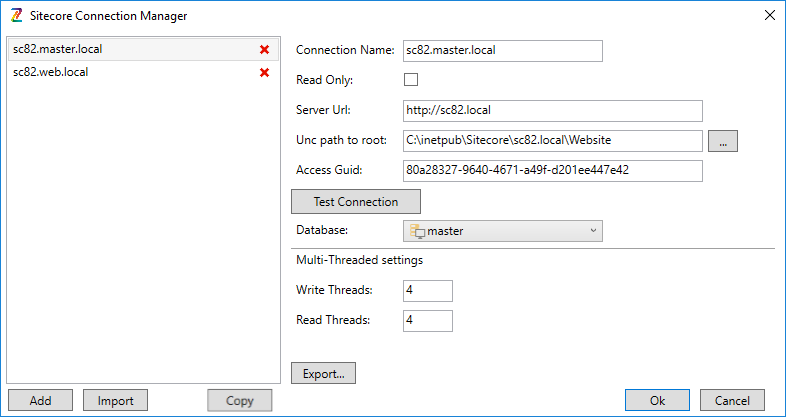 Sitecore Connection Manager
sc82.master.local
sc82.web.local
Connection Name: sc82.master.local
Read Only:
Server Url: http://sc82.local
Unc path to root: C:\inetpub\Sitecore\sc82.local\Website ...
Access Guid: 80a28327-9640-4671-a49f-d201ee447e42
Test Connection
Database: master
Multi-Threaded settings
Write Threads: 4
Read Threads: 4
Export...
Add Import Copy Ok Cancel